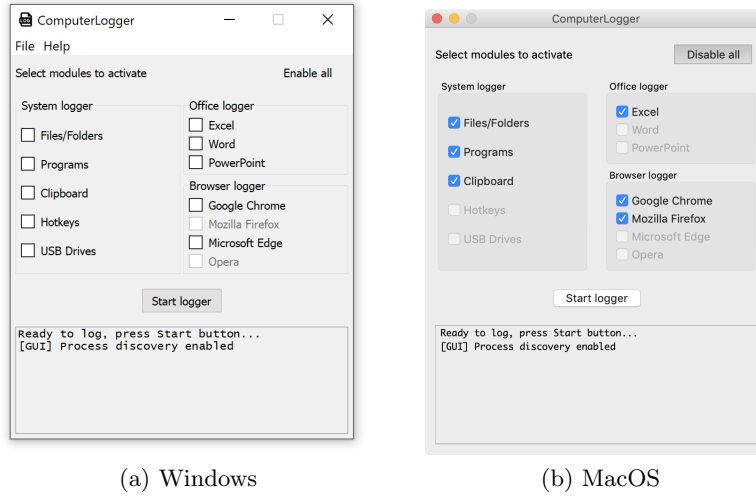 ComputerLogger
File Help
Select modules to activate
Enable all
System logger
Files/Folders
Programs
Clipboard
Hotkeys
USB Drives
Office logger
Excel
Word
PowerPoint
Browser logger
Google Chrome
Mozilla Firefox
Microsoft Edge
Opera
Start logger
Ready to log, press Start button...
[GUI] Process discovery enabled
(a) Windows
ComputerLogger
Select modules to activate
Disable all
System logger
Files/Folders
Programs
Clipboard
Hotkeys
USB Drives
Office logger
Excel
Word
PowerPoint
Browser logger
Google Chrome
Mozilla Firefox
Microsoft Edge
Opera
Start logger
Ready to log, press Start button...
[GUI] Process discovery enabled
(b) MacOS